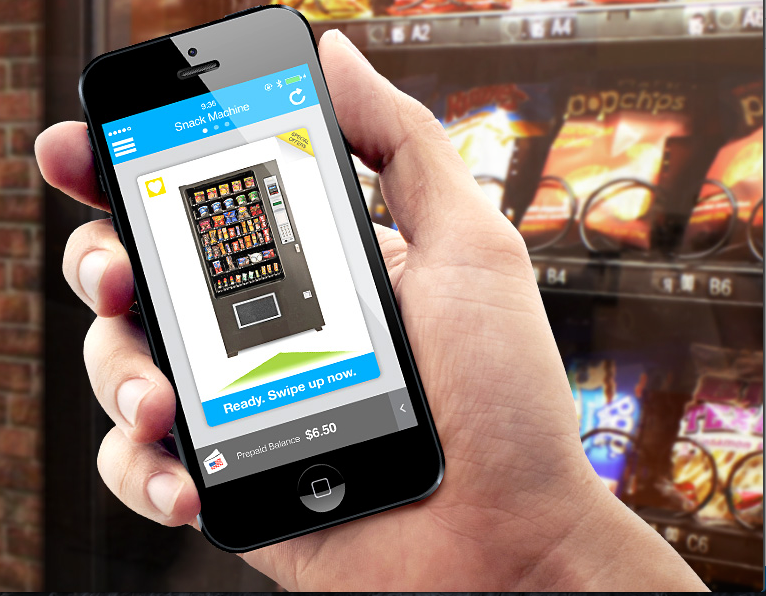 A2
A4
9:36
Snack Machine
SPECIAL
OFFERS
popchips
Ready. Swipe up now.
Prepaid Balance $6.50
B4
B6
C6